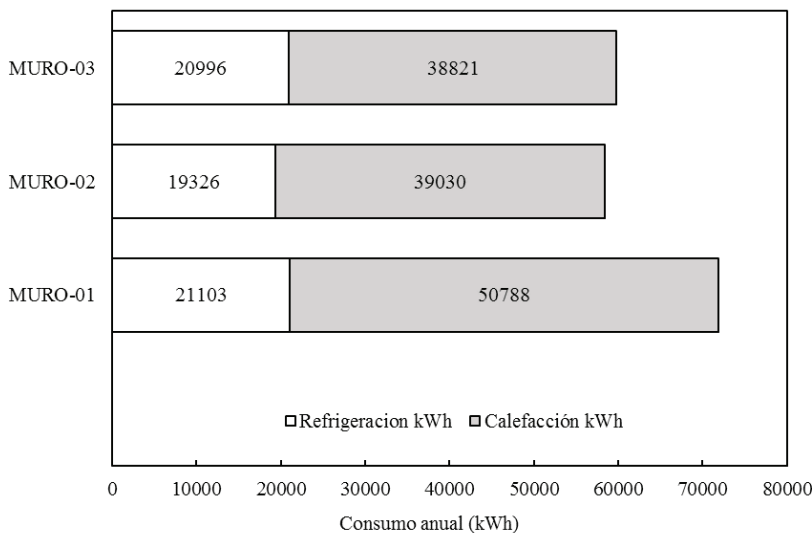 MURO-03 20996 38821
MURO-02 19326 39030
MURO-01 21103 50788
Refrigeracion kWh Calefacción kWh
0 10000 20000 30000 40000 50000 60000 70000 80000
Consumo anual (kWh)